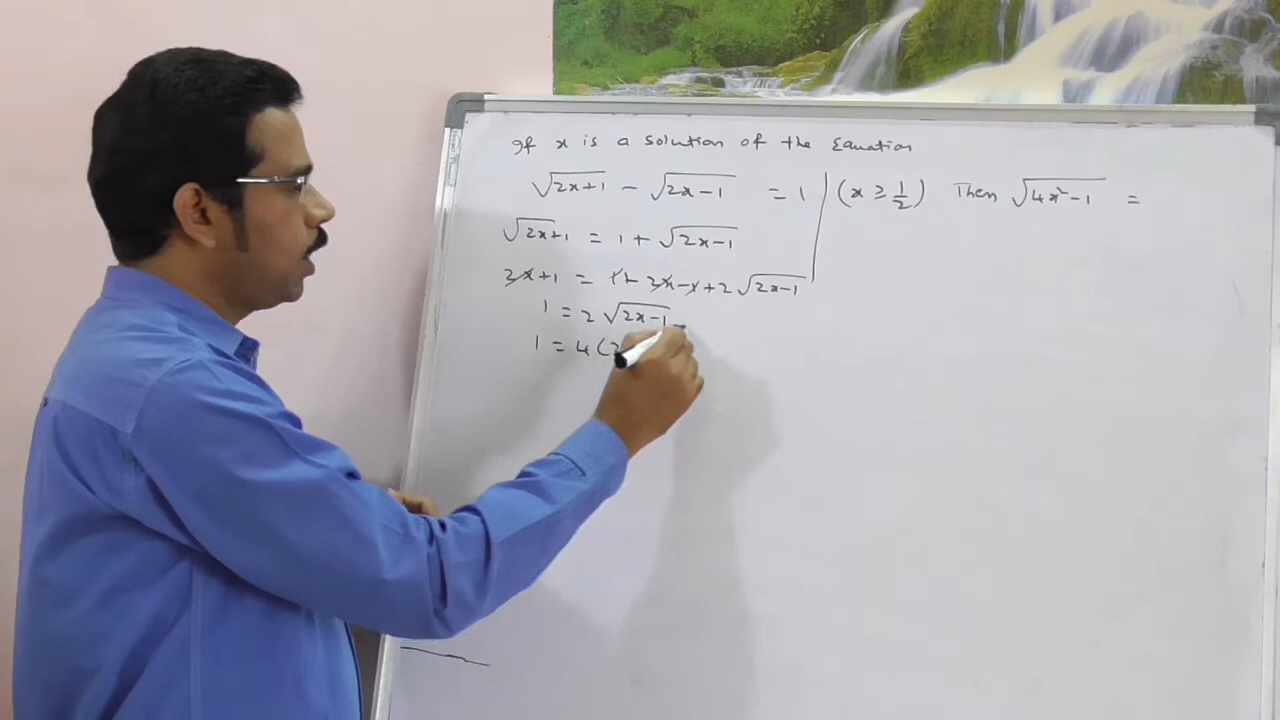 If x is a solution of the Equation
√(2x+1) − √(2x−1) = 1 (x ≥ 1/2) Then √(4x²−1) =
√(2x+1) = 1 + √(2x−1)
2x+1 = 1+ 2x−1+2√(2x−1)
1 = 2√(2x−1)
1 = 4(2